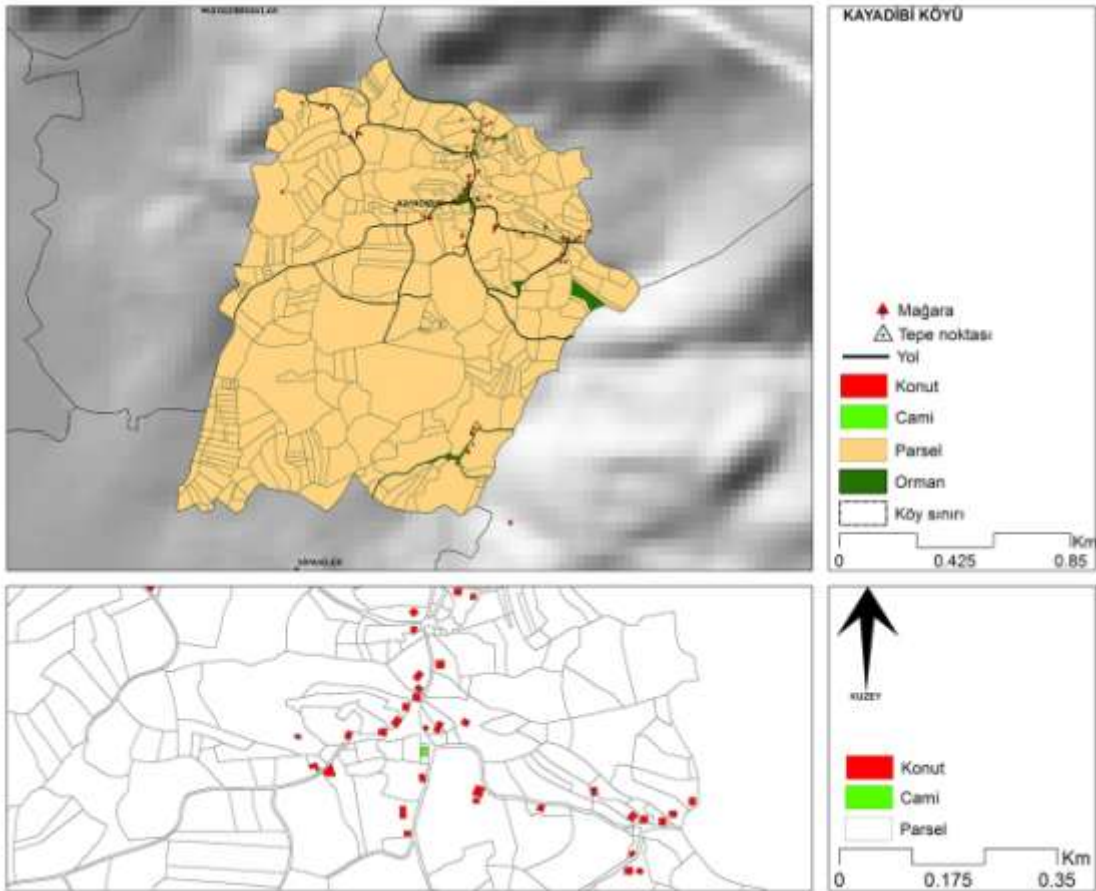 KAYADİBİ KÖYÜ
Mağara
Tepe noktası
Yol
Konut
Cami
Parsel
Orman
Köy sınırı
Km
0 0.425 0.85
KUZEY
Konut
Cami
Parsel
Km
0 0.175 0.35